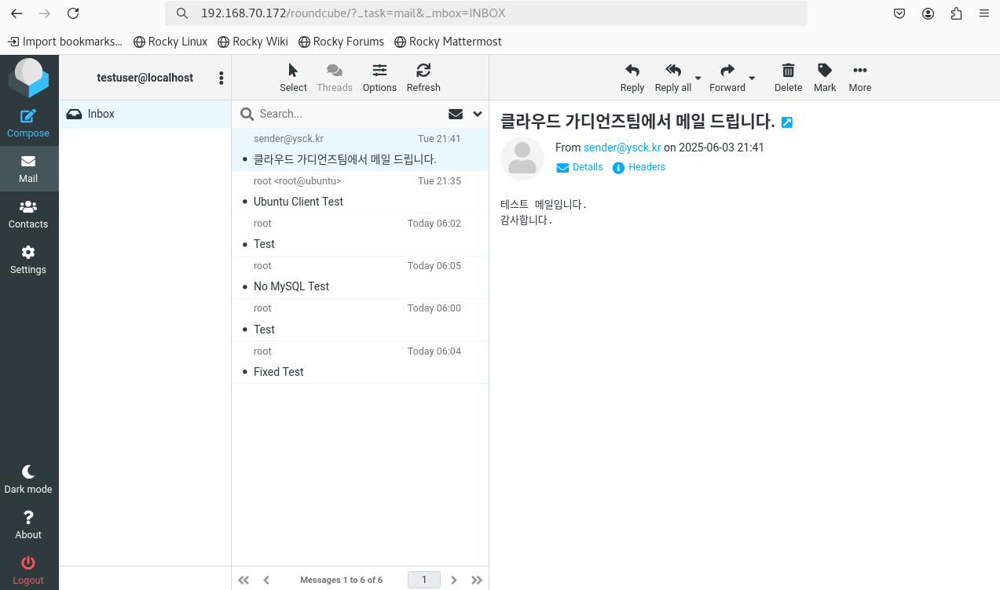 192.168.70.172/roundcube/?_task=mail&_mbox=INBOX
Import bookmarks... Rocky Linux Rocky Wiki Rocky Forums Rocky Mattermost
Compose
Mail
Contacts
Settings
Dark mode
About
Logout
testuser@localhost
Inbox
Select Threads Options Refresh
Search...
sender@ysck.kr Tue 21:41
클라우드 가디언즈팀에서 메일 드립니다.
root <root@ubuntu> Tue 21:35
Ubuntu Client Test
root Today 06:02
Test
root Today 06:05
No MySQL Test
root Today 06:00
Test
root Today 06:04
Fixed Test
Messages 1 to 6 of 6 1
Reply Reply all Forward Delete Mark More
클라우드 가디언즈팀에서 메일 드립니다.
From sender@ysck.kr on 2025-06-03 21:41
Details Headers
테스트 메일입니다.
감사합니다.